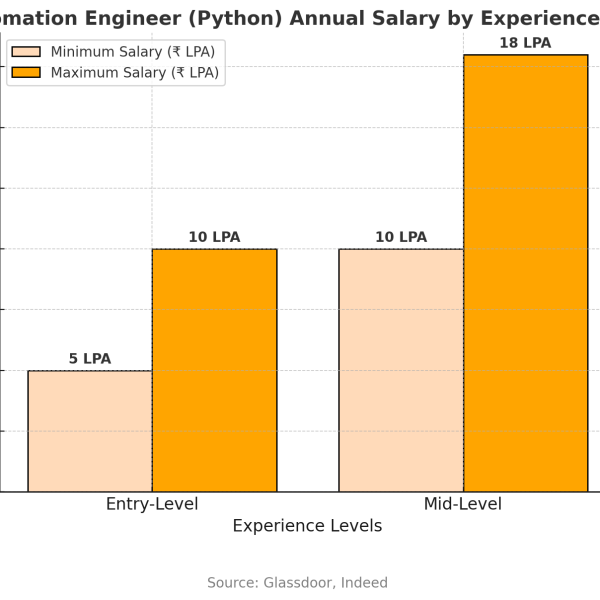 omation Engineer (Python) Annual Salary by Experience
Minimum Salary (₹ LPA)
Maximum Salary (₹ LPA)
18 LPA
10 LPA
10 LPA
5 LPA
Entry-Level
Mid-Level
Experience Levels
Source: Glassdoor, Indeed